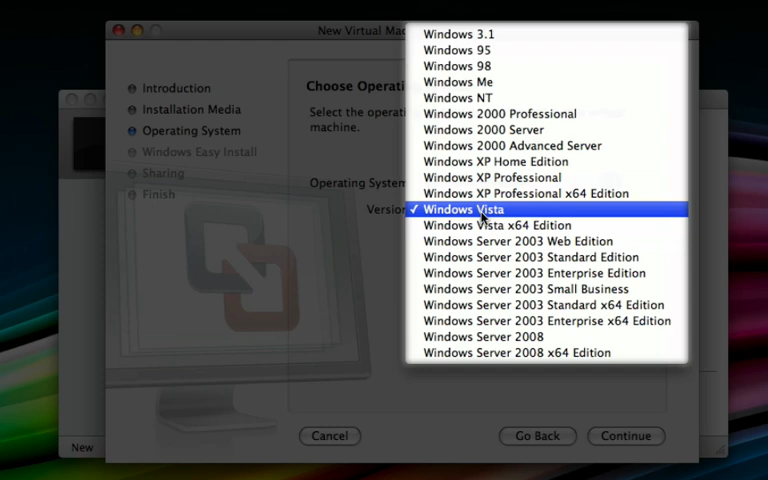 New Virtual Mac
Introduction
Installation Media
Operating System
Windows Easy Install
Sharing
Finish
Choose Operati
Select the operati
machine.
Operating System
Version
Windows 3.1
Windows 95
Windows 98
Windows Me
Windows NT
Windows 2000 Professional
Windows 2000 Server
Windows 2000 Advanced Server
Windows XP Home Edition
Windows XP Professional
Windows XP Professional x64 Edition
✓ Windows Vista
Windows Vista x64 Edition
Windows Server 2003 Web Edition
Windows Server 2003 Standard Edition
Windows Server 2003 Enterprise Edition
Windows Server 2003 Small Business
Windows Server 2003 Standard x64 Edition
Windows Server 2003 Enterprise x64 Edition
Windows Server 2008
Windows Server 2008 x64 Edition
Cancel
Go Back
Continue
New